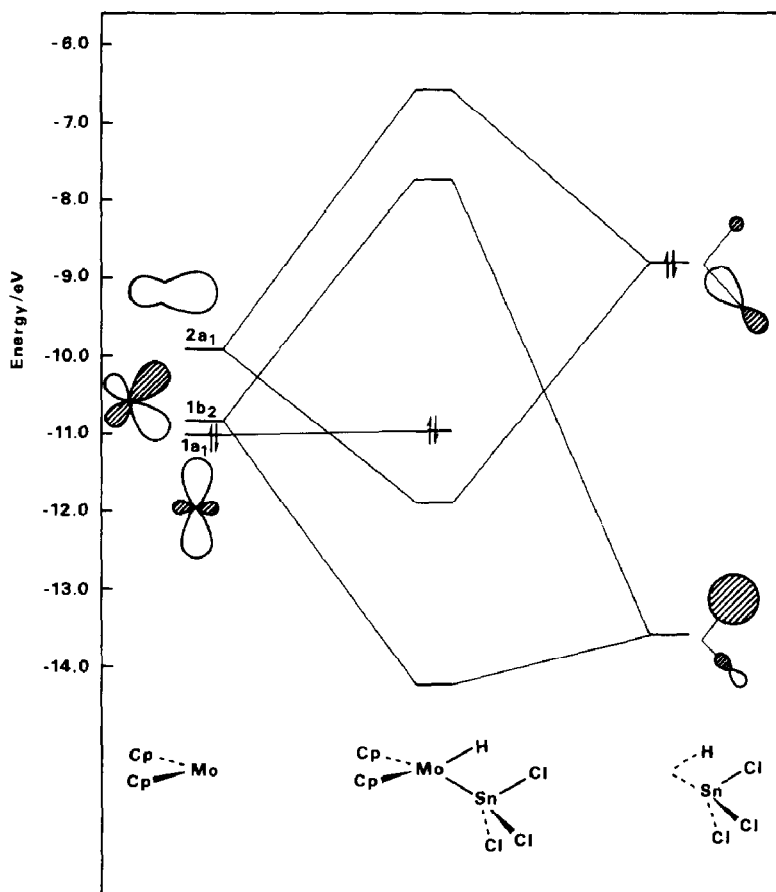 Energy/eV
-6.0
-7.0
-8.0
-9.0
-10.0
-11.0
-12.0
-13.0
-14.0
2a₁
1b₂
1a₁
Cp
Cp
Mo
Cp
Cp
Mo
H
Sn
Cl
Cl
Cl
H
Sn
Cl
Cl
Cl